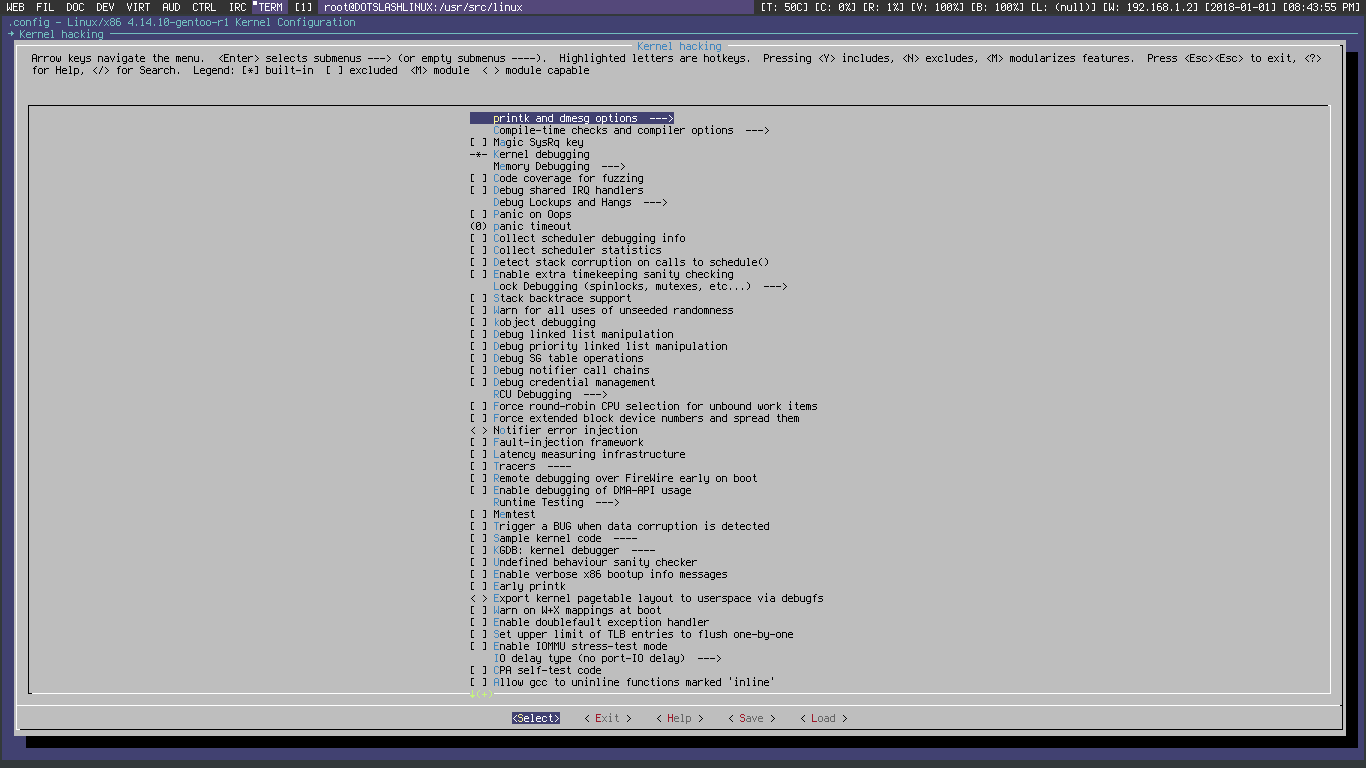 WEB FIL DOC DEV VIRT AUD CTRL IRC TERM [1] root@DOTSLASHLINUX:/usr/src/linux [T: 50C] [C: 0%] [R: 1%] [V: 100%] [B: 100%] [L: (null)] [W: 192.168.1.2] [2018-01-01] [08:43:55 PM]
.config - Linux/x86 4.14.10-gentoo-r1 Kernel Configuration
→ Kernel hacking
Kernel hacking
Arrow keys navigate the menu. <Enter> selects submenus ---> (or empty submenus ----). Highlighted letters are hotkeys. Pressing <Y> includes, <N> excludes, <M> modularizes features. Press <Esc><Esc> to exit, <?>
for Help, </> for Search. Legend: [*] built-in [ ] excluded <M> module < > module capable
printk and dmesg options --->
Compile-time checks and compiler options --->
[ ] Magic SysRq key
-*- Kernel debugging
Memory Debugging --->
[ ] Code coverage for fuzzing
[ ] Debug shared IRQ handlers
Debug Lockups and Hangs --->
[ ] Panic on Oops
(0) panic timeout
[ ] Collect scheduler debugging info
[ ] Collect scheduler statistics
[ ] Detect stack corruption on calls to schedule()
[ ] Enable extra timekeeping sanity checking
Lock Debugging (spinlocks, mutexes, etc...) --->
[ ] Stack backtrace support
[ ] Warn for all uses of unseeded randomness
[ ] kobject debugging
[ ] Debug linked list manipulation
[ ] Debug priority linked list manipulation
[ ] Debug SG table operations
[ ] Debug notifier call chains
[ ] Debug credential management
RCU Debugging --->
[ ] Force round-robin CPU selection for unbound work items
[ ] Force extended block device numbers and spread them
< > Notifier error injection
[ ] Fault-injection framework
[ ] Latency measuring infrastructure
[ ] Tracers ----
[ ] Remote debugging over FireWire early on boot
[ ] Enable debugging of DMA-API usage
Runtime Testing --->
[ ] Memtest
[ ] Trigger a BUG when data corruption is detected
[ ] Sample kernel code ----
[ ] KGDB: kernel debugger ----
[ ] Undefined behaviour sanity checker
[ ] Enable verbose x86 bootup info messages
[ ] Early printk
< > Export kernel pagetable layout to userspace via debugfs
[ ] Warn on W+X mappings at boot
[ ] Enable doublefault exception handler
[ ] Set upper limit of TLB entries to flush one-by-one
[ ] Enable IOMMU stress-test mode
IO delay type (no port-IO delay) --->
[ ] CPA self-test code
[ ] Allow gcc to uninline functions marked 'inline'
↓(+)
<Select> < Exit > < Help > < Save > < Load >